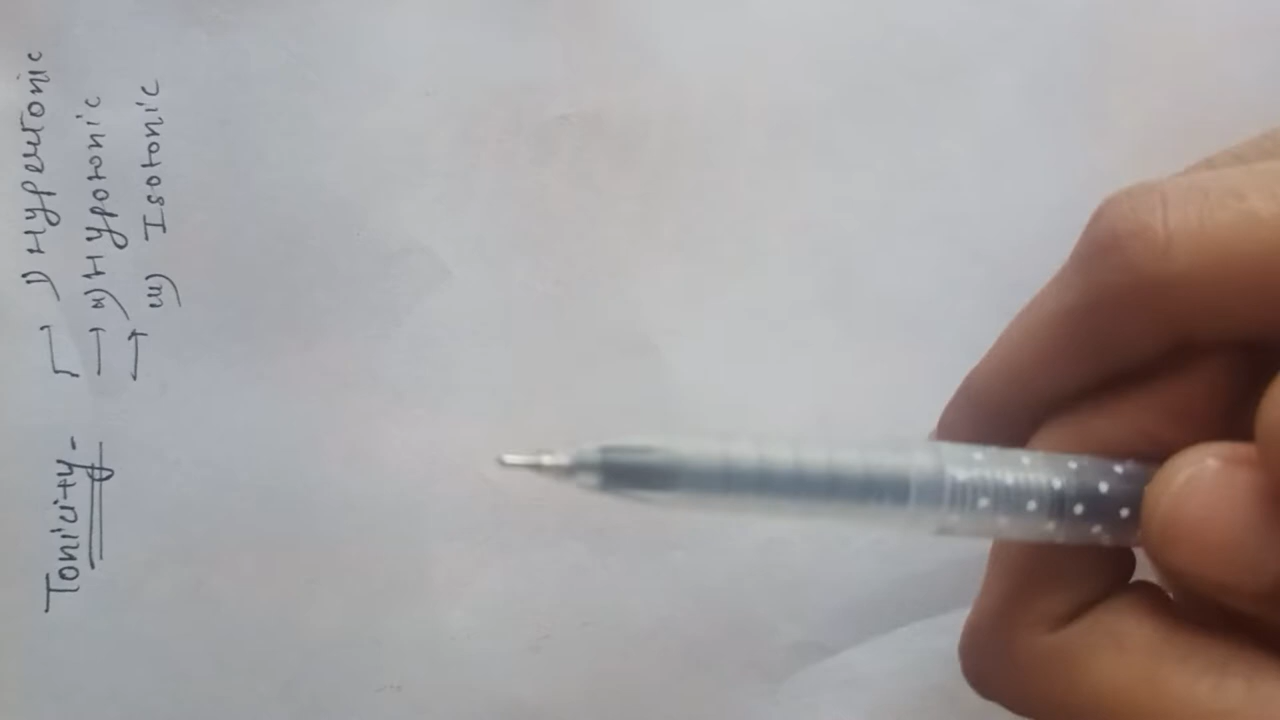 Tonicity - → i) Hypertonic
→ ii) Hypotonic
→ iii) Isotonic